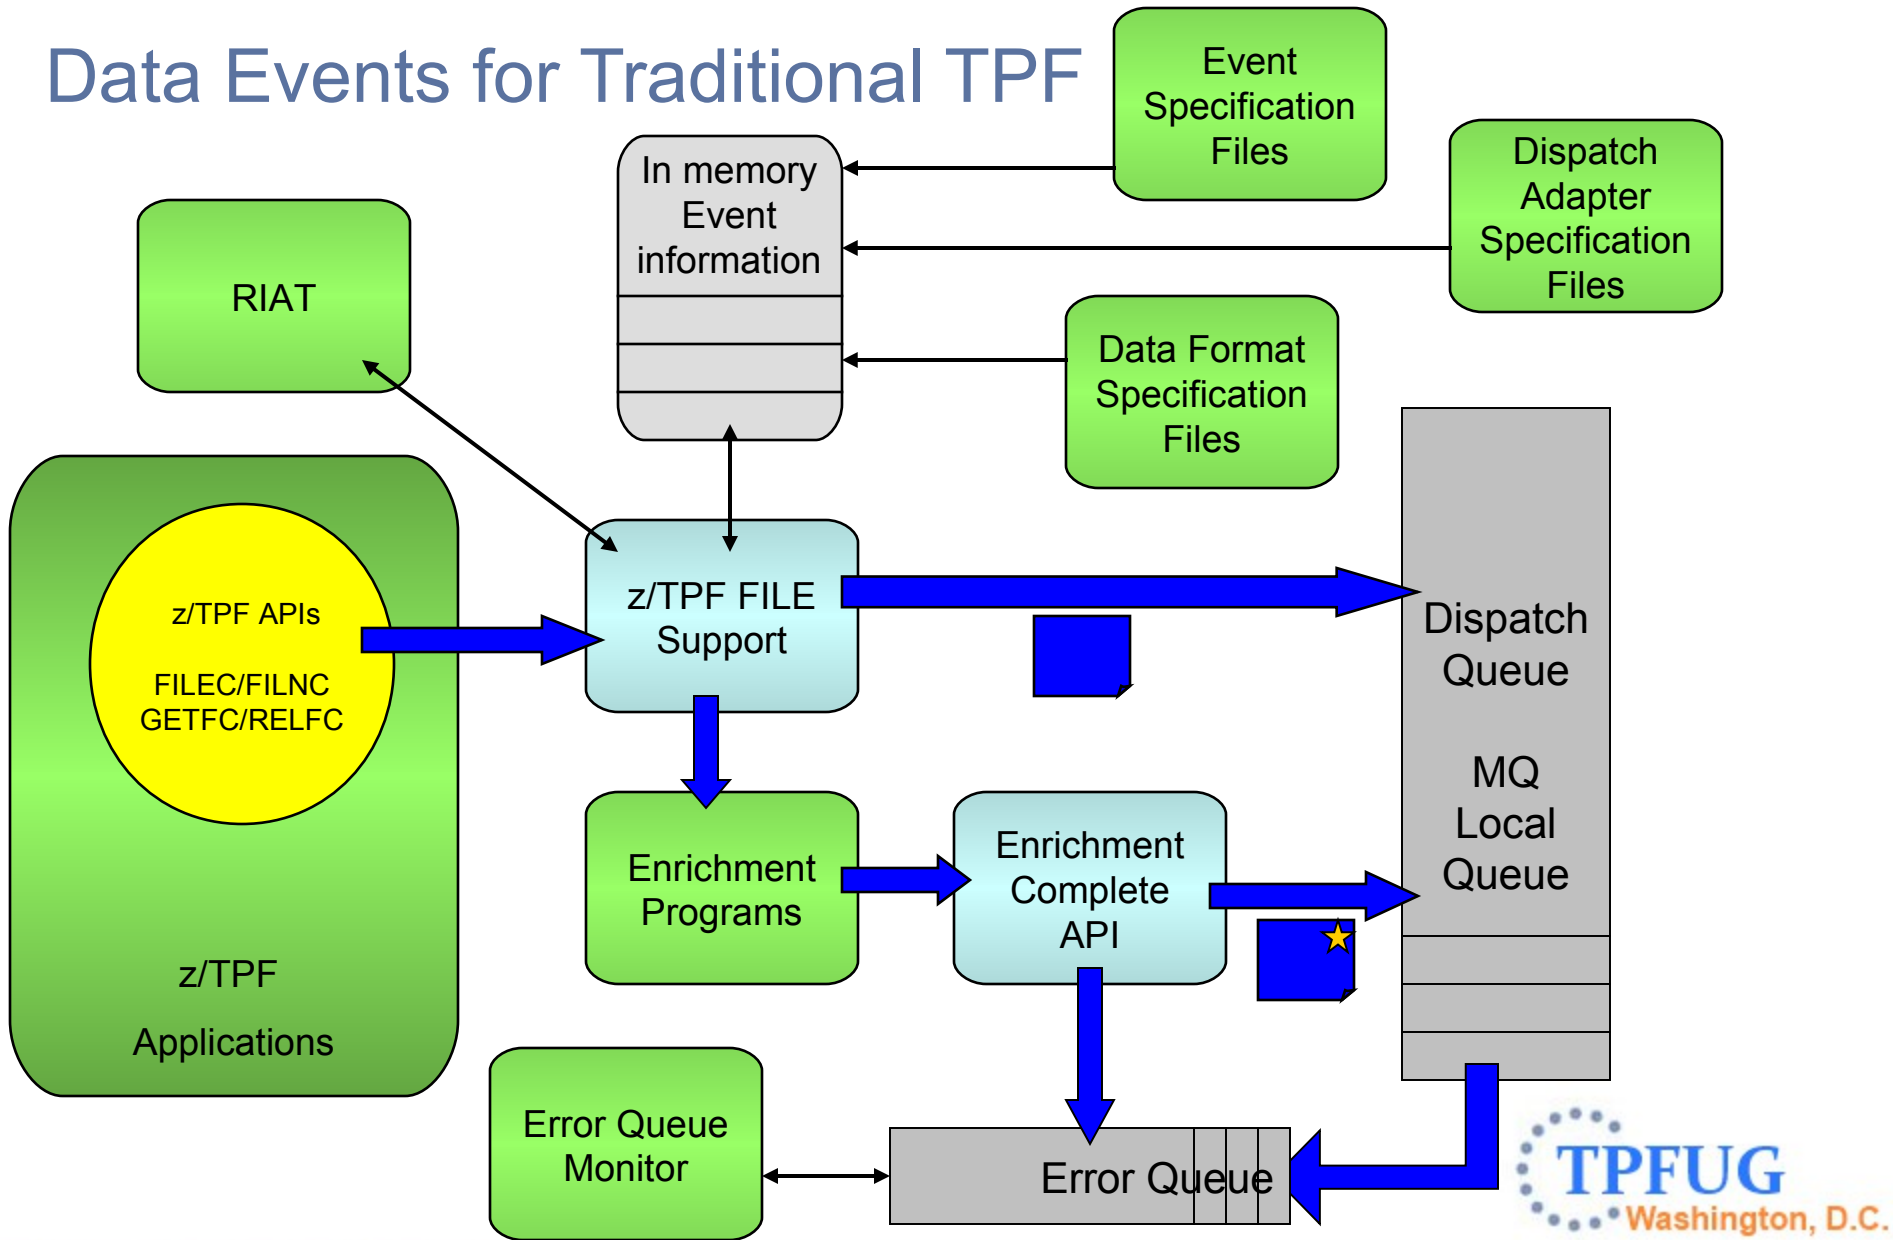 Data Events for Traditional TPF
Event
Specification
Files
Dispatch
Adapter
Specification
Files
In memory
Event
information
RIAT
Data Format
Specification
Files
z/TPF APIs
FILEC/FILNC
GETFC/RELFC
z/TPF
Applications
z/TPF FILE
Support
Dispatch
Queue
MQ
Local
Queue
Enrichment
Programs
Enrichment
Complete
API
Error Queue
Monitor
Error Queue
TPFUG
Washington, D.C.